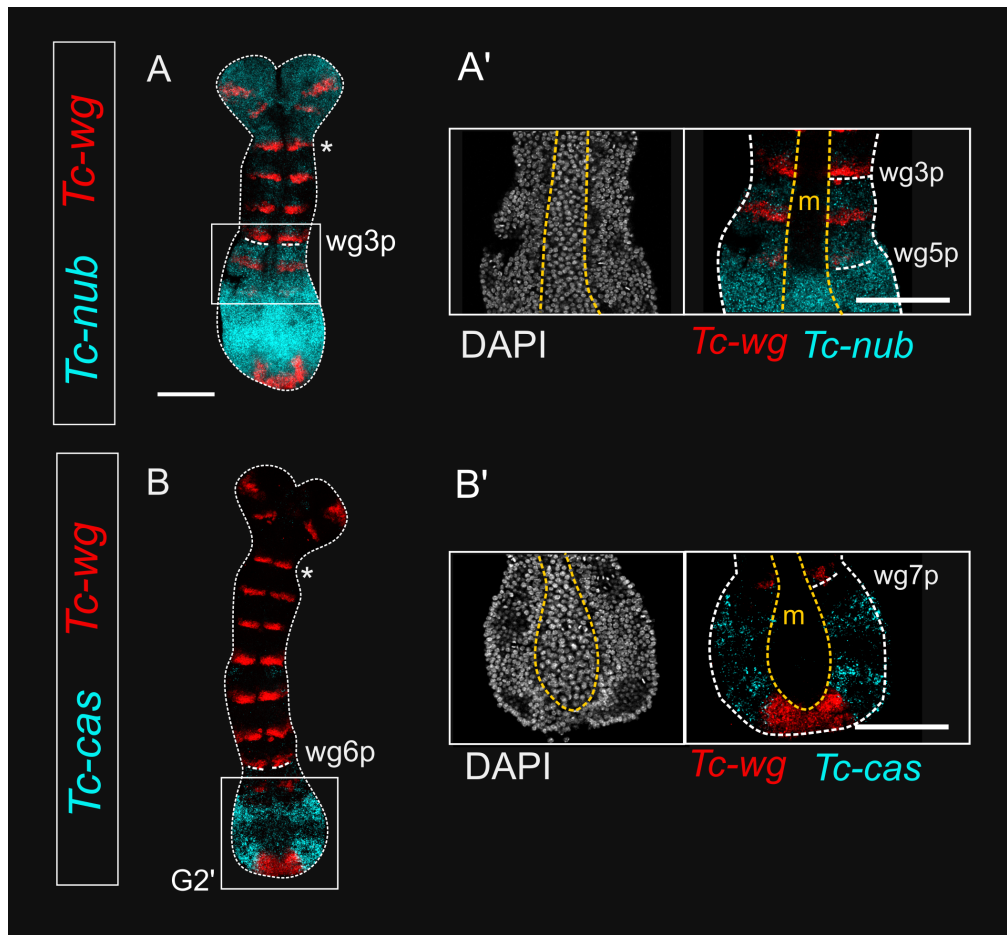 Tc-nub Tc-wg
A
*
wg3p
A'
m
wg3p
wg5p
DAPI
Tc-wg Tc-nub
Tc-cas Tc-wg
B
*
wg6p
G2'
B'
m
wg7p
DAPI
Tc-wg Tc-cas